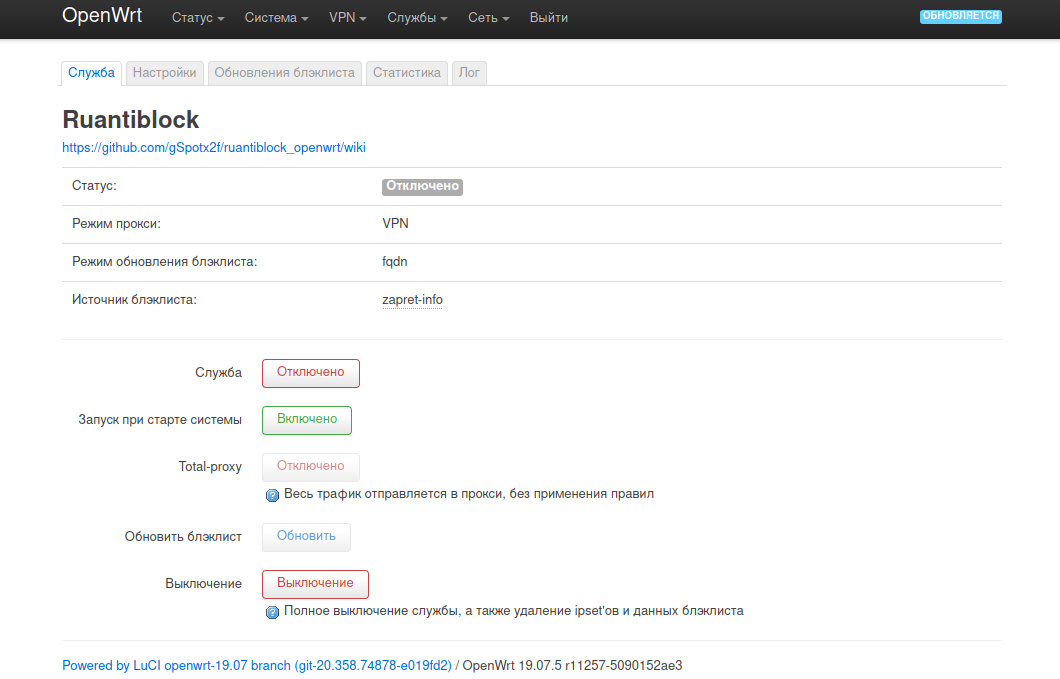 OpenWrt Статус Система VPN Службы Сеть Выйти ОБНОВЛЯЕТСЯ
Служба Настройки Обновления блэклиста Статистика Лог
Ruantiblock
https://github.com/gSpotx2f/ruantiblock_openwrt/wiki
Статус: Отключено
Режим прокси: VPN
Режим обновления блэклиста: fqdn
Источник блэклиста: zapret-info
Служба Отключено
Запуск при старте системы Включено
Total-proxy Отключено
Весь трафик отправляется в прокси, без применения правил
Обновить блэклист Обновить
Выключение Выключение
Полное выключение службы, а также удаление ipset'ов и данных блэклиста
Powered by LuCI openwrt-19.07 branch (git-20.358.74878-e019fd2) / OpenWrt 19.07.5 r11257-5090152ae3